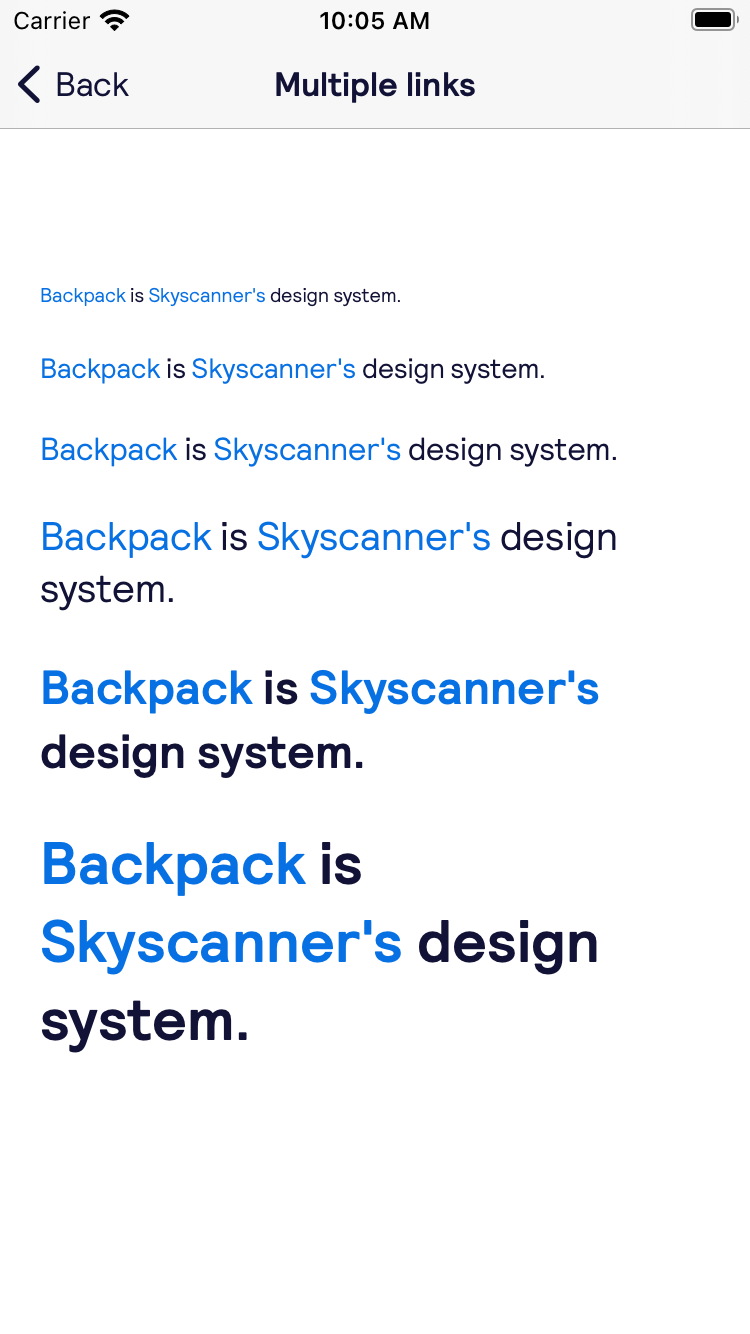 Carrier 10:05 AM
Back Multiple links
Backpack is Skyscanner's design system.
Backpack is Skyscanner's design system.
Backpack is Skyscanner's design system.
Backpack is Skyscanner's design
system.
Backpack is Skyscanner's
design system.
Backpack is
Skyscanner's design
system.